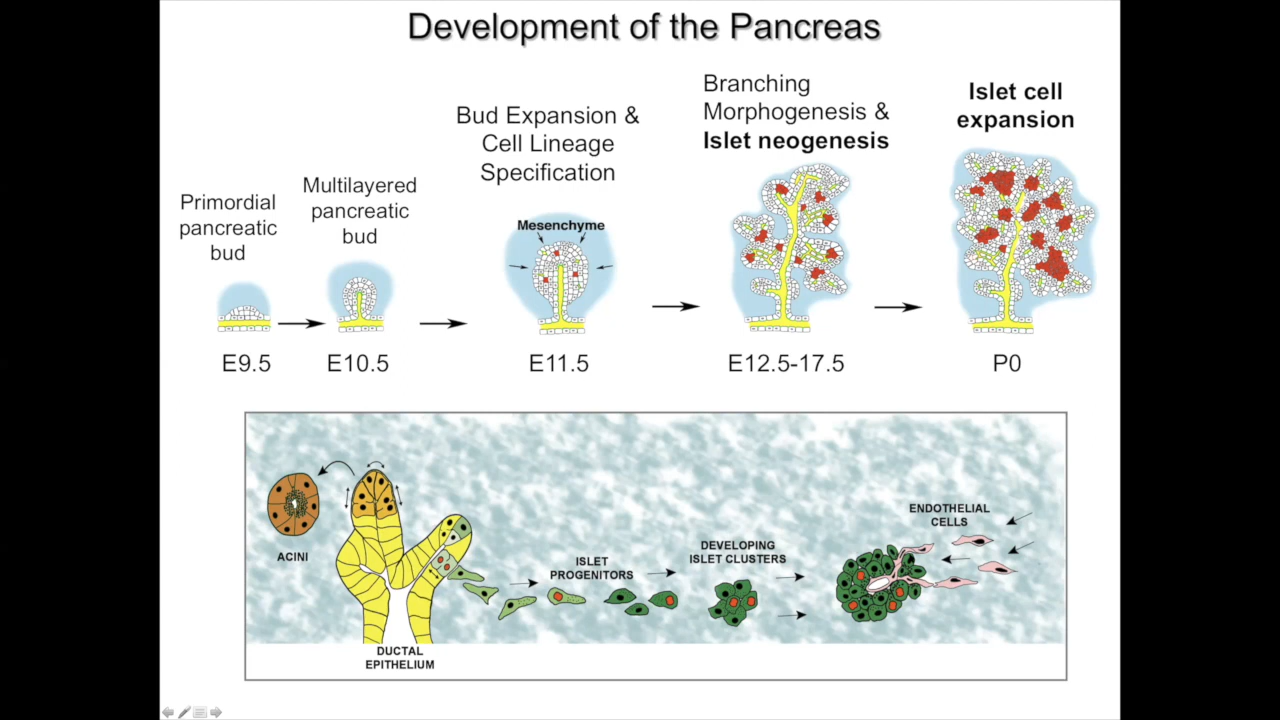 Development of the Pancreas
Primordial
pancreatic
bud
Multilayered
pancreatic
bud
Bud Expansion &
Cell Lineage
Specification
Branching
Morphogenesis &
Islet neogenesis
Islet cell
expansion
Mesenchyme
E9.5
E10.5
E11.5
E12.5-17.5
P0
ACINI
DUCTAL
EPITHELIUM
ISLET
PROGENITORS
DEVELOPING
ISLET CLUSTERS
ENDOTHELIAL
CELLS